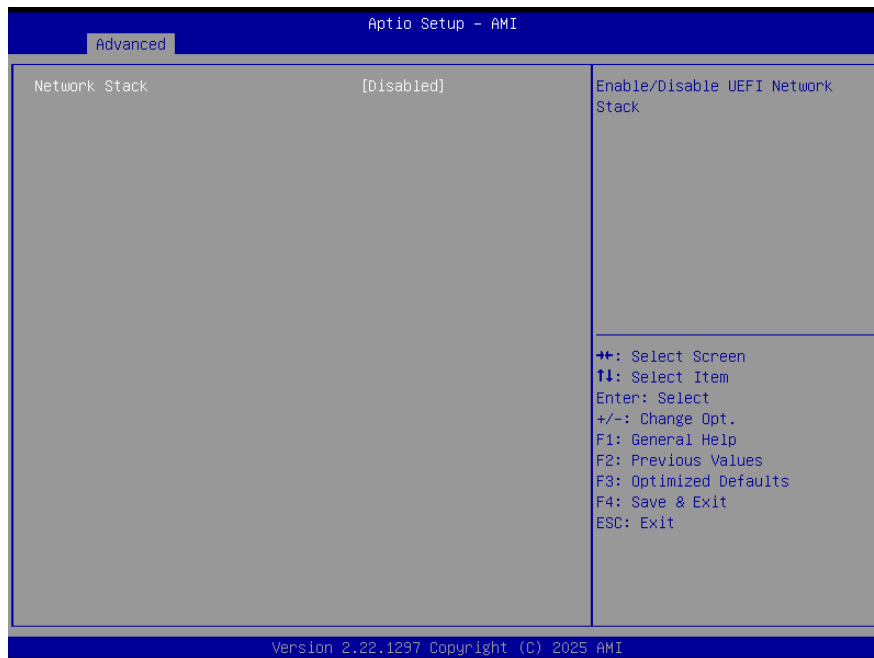 Aptio Setup – AMI
Advanced
Network Stack [Disabled]
Enable/Disable UEFI Network
Stack
→←: Select Screen
↑↓: Select Item
Enter: Select
+/-: Change Opt.
F1: General Help
F2: Previous Values
F3: Optimized Defaults
F4: Save & Exit
ESC: Exit
Version 2.22.1297 Copyright (C) 2025 AMI